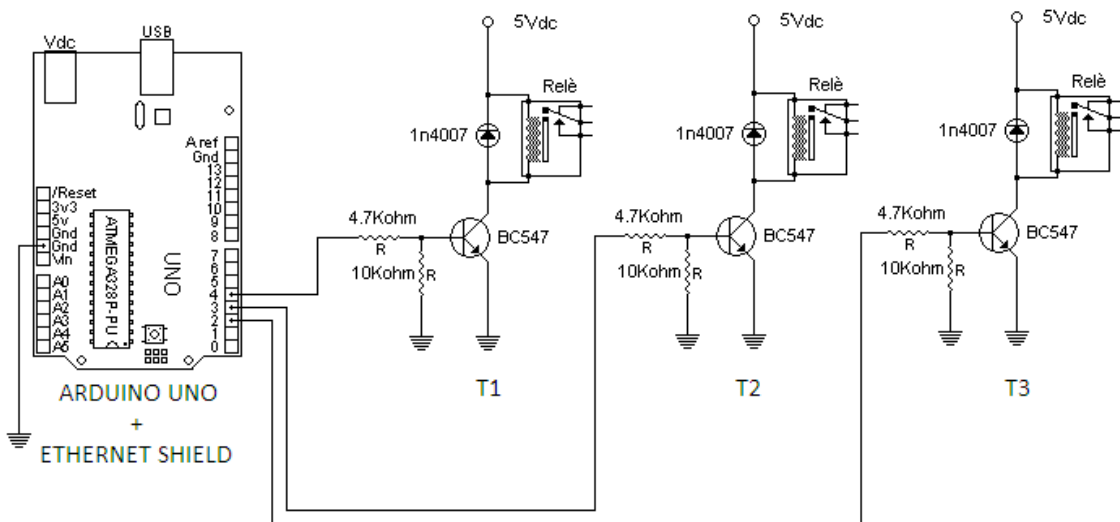 Vdc
USB
Aref
Gnd
13
12
11
10
9
8
7
6
5
4
3
2
1
0
/Reset
3v3
5v
Gnd
Gnd
Vin
A0
A1
A2
A3
A4
A5
ATMEGA328P-PU
UNO
ARDUINO UNO
+
ETHERNET SHIELD
5Vdc
Relè
1n4007
4.7Kohm
R
BC547
10Kohm
R
T1
5Vdc
Relè
1n4007
4.7Kohm
R
BC547
10Kohm
R
T2
5Vdc
Relè
1n4007
4.7Kohm
R
BC547
10Kohm
R
T3